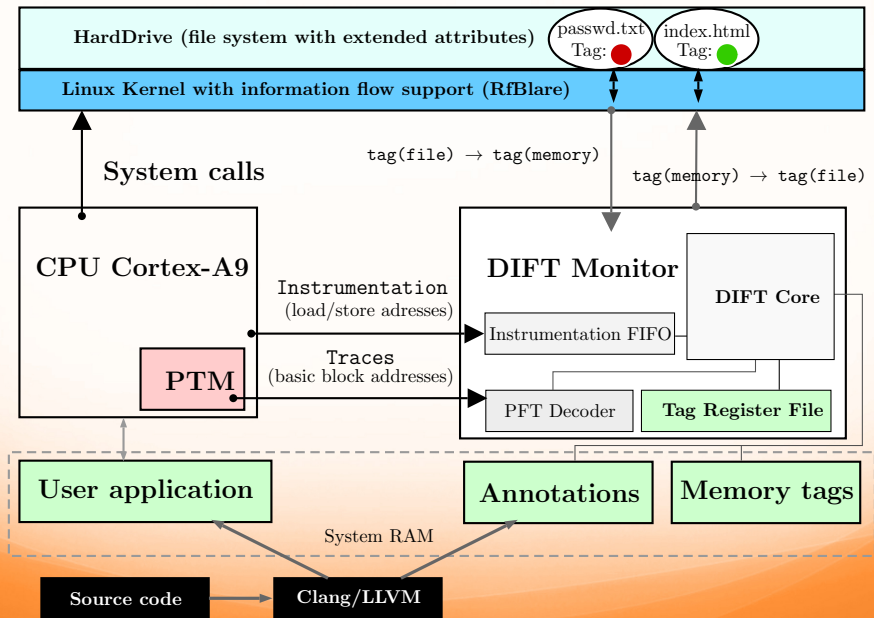 HardDrive (file system with extended attributes)
passwd.txt
Tag:
index.html
Tag:
Linux Kernel with information flow support (RfBlare)
System calls
tag(file) → tag(memory)
tag(memory) → tag(file)
CPU Cortex-A9
PTM
Instrumentation
(load/store adresses)
Traces
(basic block addresses)
DIFT Monitor
DIFT Core
Instrumentation FIFO
PFT Decoder
Tag Register File
User application
Annotations
Memory tags
System RAM
Source code
Clang/LLVM